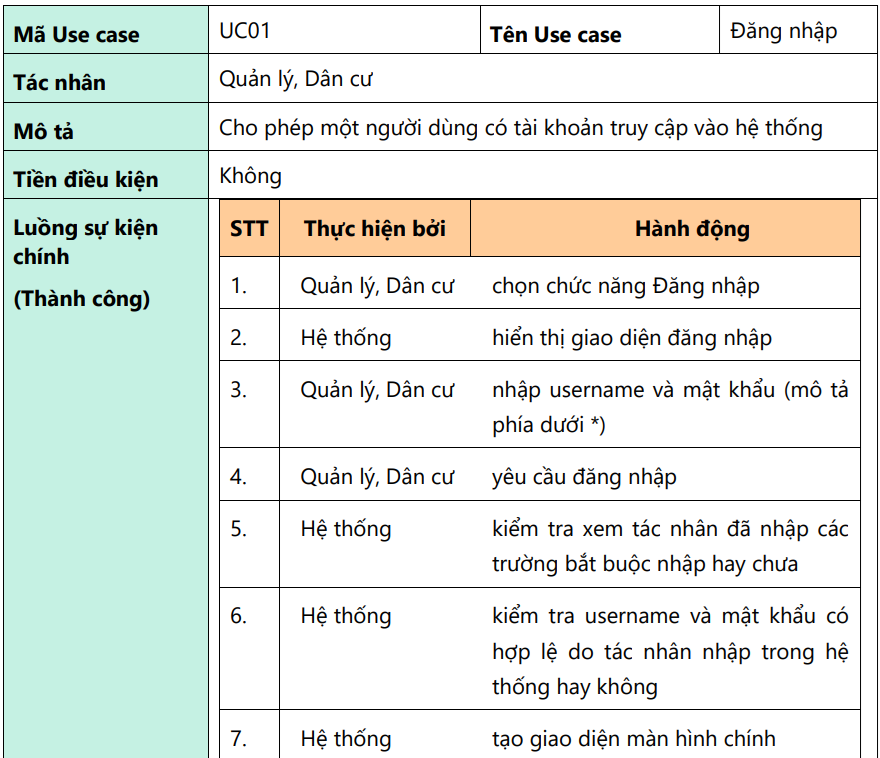 Mã Use case UC01 Tên Use case Đăng nhập
Tác nhân Quản lý, Dân cư
Mô tả Cho phép một người dùng có tài khoản truy cập vào hệ thống
Tiền điều kiện Không
Luồng sự kiện
chính
(Thành công)
STT Thực hiện bởi Hành động
1. Quản lý, Dân cư chọn chức năng Đăng nhập
2. Hệ thống hiển thị giao diện đăng nhập
3. Quản lý, Dân cư nhập username và mật khẩu (mô tả
phía dưới *)
4. Quản lý, Dân cư yêu cầu đăng nhập
5. Hệ thống kiểm tra xem tác nhân đã nhập các
trường bắt buộc nhập hay chưa
6. Hệ thống kiểm tra username và mật khẩu có
hợp lệ do tác nhân nhập trong hệ
thống hay không
7. Hệ thống tạo giao diện màn hình chính